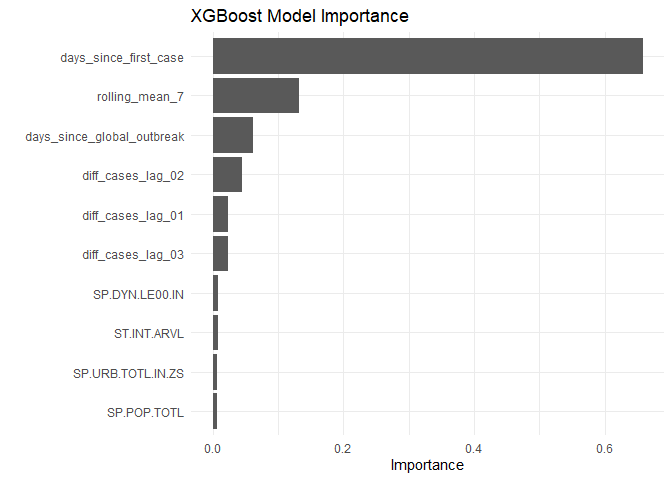 XGBoost Model Importance
days_since_first_case
rolling_mean_7
days_since_global_outbreak
diff_cases_lag_02
diff_cases_lag_01
diff_cases_lag_03
SP.DYN.LE00.IN
ST.INT.ARVL
SP.URB.TOTL.IN.ZS
SP.POP.TOTL
0.0 0.2 0.4 0.6
Importance